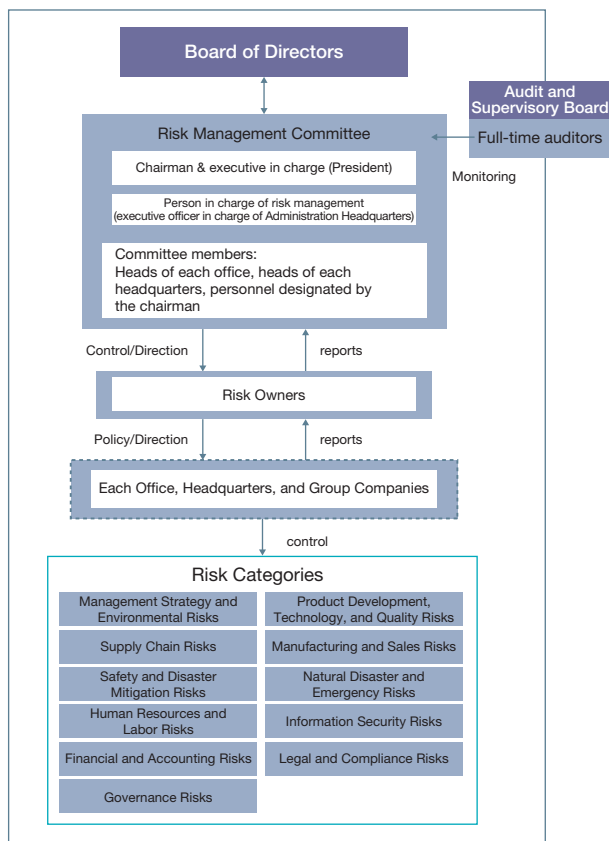 Board of Directors
Audit and
Supervisory Board
Full-time auditors
Monitoring
Risk Management Committee
Chairman & executive in charge (President)
Person in charge of risk management
(executive officer in charge of Administration Headquarters)
Committee members:
Heads of each office, heads of each
headquarters, personnel designated by
the chairman
Control/Direction
reports
Risk Owners
Policy/Direction
reports
Each Office, Headquarters, and Group Companies
control
Risk Categories
Management Strategy and
Environmental Risks
Product Development,
Technology, and Quality Risks
Supply Chain Risks
Manufacturing and Sales Risks
Safety and Disaster
Mitigation Risks
Natural Disaster and
Emergency Risks
Human Resources and
Labor Risks
Information Security Risks
Financial and Accounting Risks
Legal and Compliance Risks
Governance Risks